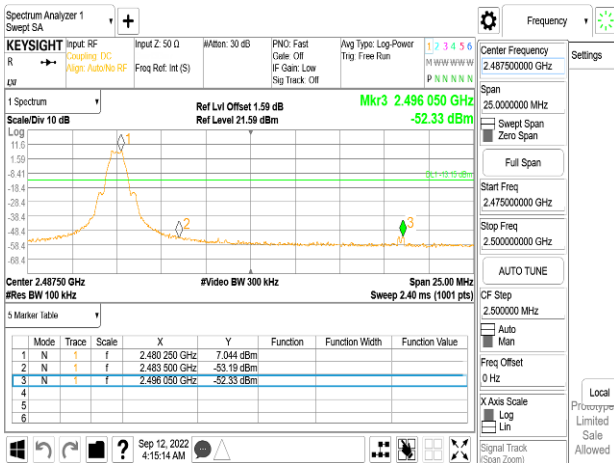 Spectrum Analyzer 1
Swept SA
+
Frequency
KEYSIGHT
R
Input: RF
Coupling: DC
Align: Auto/No RF
Input Z: 50 Ω
Freq Ref: Int (S)
#Atten: 30 dB
PNO: Fast
Gate: Off
IF Gain: Low
Sig Track: Off
Avg Type: Log-Power
Trig: Free Run
1 2 3 4 5 6
M W W W W W
P N N N N N
LXI
1 Spectrum
Scale/Div 10 dB
Ref Lvl Offset 1.59 dB
Ref Level 21.59 dBm
Mkr3 2.496 050 GHz
-52.33 dBm
Log
11.6
1.59
-8.41
-18.4
-28.4
-38.4
-48.4
-58.4
-68.4
1
2
3
DL1 -13.15 dBm
Center 2.48750 GHz
#Res BW 100 kHz
#Video BW 300 kHz
Span 25.00 MHz
Sweep 2.40 ms (1001 pts)
5 Marker Table
Mode Trace Scale X Y Function Function Width Function Value
1 N 1 f 2.480 250 GHz 7.044 dBm
2 N 1 f 2.483 500 GHz -53.19 dBm
3 N 1 f 2.496 050 GHz -52.33 dBm
4
5
6
?
Sep 12, 2022
4:15:14 AM
Center Frequency
2.487500000 GHz
Span
25.0000000 MHz
Swept Span
Zero Span
Full Span
Start Freq
2.475000000 GHz
Stop Freq
2.500000000 GHz
AUTO TUNE
CF Step
2.500000 MHz
Auto
Man
Freq Offset
0 Hz
X Axis Scale
Log
Lin
Signal Track
(Span Zoom)
Settings
Local
Prototype
Limited
Sale
Allowed